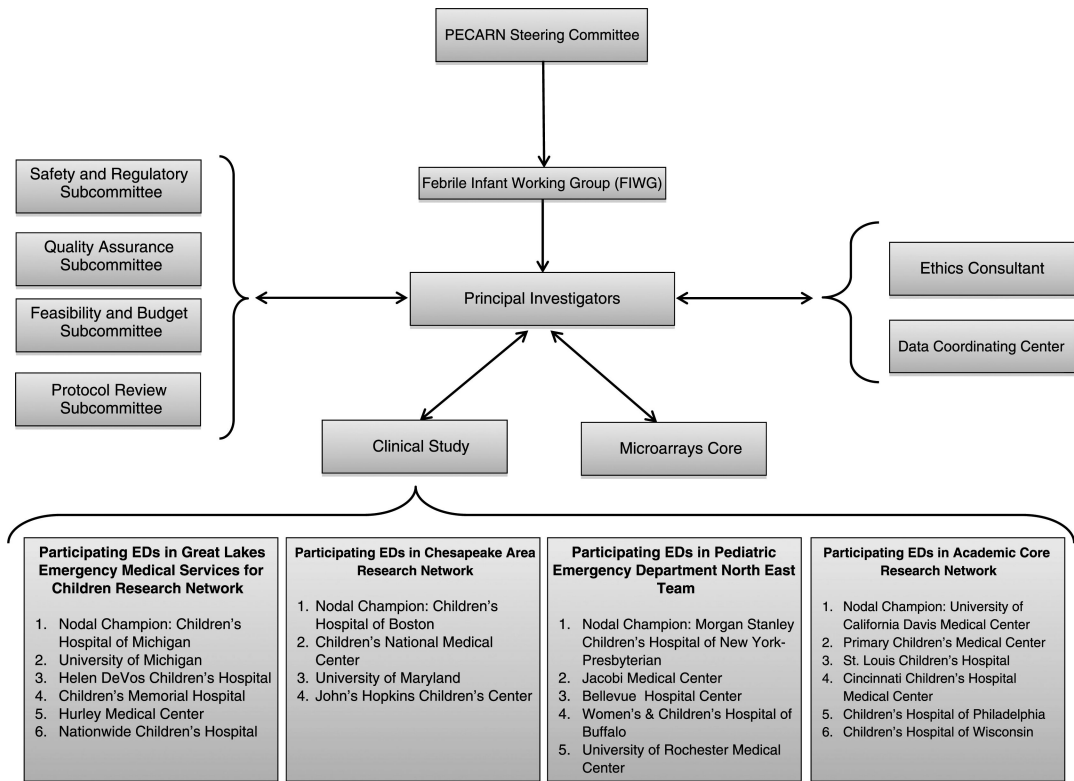 PECARN Steering Committee
Febrile Infant Working Group (FIWG)
Safety and Regulatory
Subcommittee
Quality Assurance
Subcommittee
Feasibility and Budget
Subcommittee
Protocol Review
Subcommittee
Principal Investigators
Ethics Consultant
Data Coordinating Center
Clinical Study
Microarrays Core
Participating EDs in Great Lakes
Emergency Medical Services for
Children Research Network
1. Nodal Champion: Children's
Hospital of Michigan
2. University of Michigan
3. Helen DeVos Children's Hospital
4. Children's Memorial Hospital
5. Hurley Medical Center
6. Nationwide Children's Hospital
Participating EDs in Chesapeake Area
Research Network
1. Nodal Champion: Children's
Hospital of Boston
2. Children's National Medical
Center
3. University of Maryland
4. John's Hopkins Children's Center
Participating EDs in Pediatric
Emergency Department North East
Team
1. Nodal Champion: Morgan Stanley
Children's Hospital of New York-
Presbyterian
2. Jacobi Medical Center
3. Bellevue Hospital Center
4. Women's & Children's Hospital of
Buffalo
5. University of Rochester Medical
Center
Participating EDs in Academic Core
Research Network
1. Nodal Champion: University of
California Davis Medical Center
2. Primary Children's Medical Center
3. St. Louis Children's Hospital
4. Cincinnati Children's Hospital
Medical Center
5. Children's Hospital of Philadelphia
6. Children's Hospital of Wisconsin